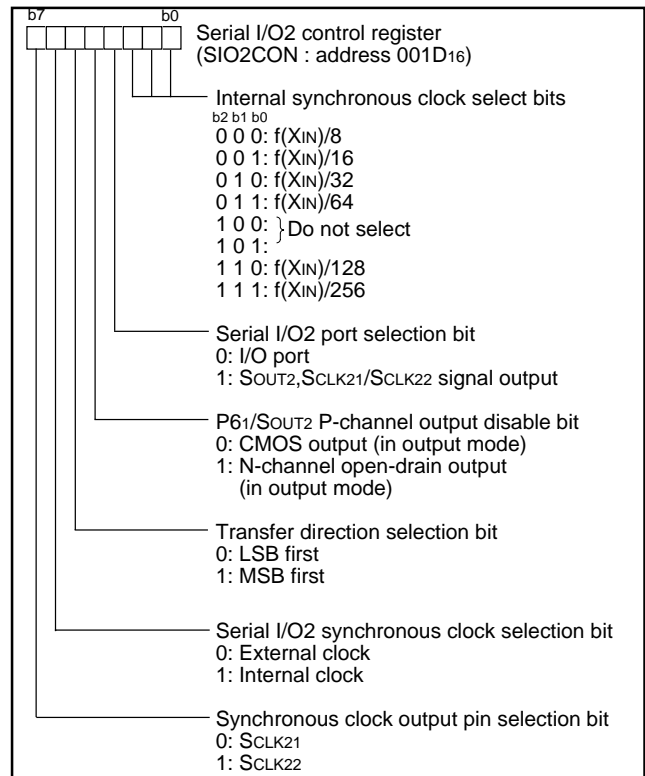 b7 b0
Serial I/O2 control register
(SIO2CON : address 001D16)
Internal synchronous clock select bits
b2 b1 b0
0 0 0: f(XIN)/8
0 0 1: f(XIN)/16
0 1 0: f(XIN)/32
0 1 1: f(XIN)/64
1 0 0:
1 0 1:
} Do not select
1 1 0: f(XIN)/128
1 1 1: f(XIN)/256
Serial I/O2 port selection bit
0: I/O port
1: SOUT2,SCLK21/SCLK22 signal output
P61/SOUT2 P-channel output disable bit
0: CMOS output (in output mode)
1: N-channel open-drain output
(in output mode)
Transfer direction selection bit
0: LSB first
1: MSB first
Serial I/O2 synchronous clock selection bit
0: External clock
1: Internal clock
Synchronous clock output pin selection bit
0: SCLK21
1: SCLK22